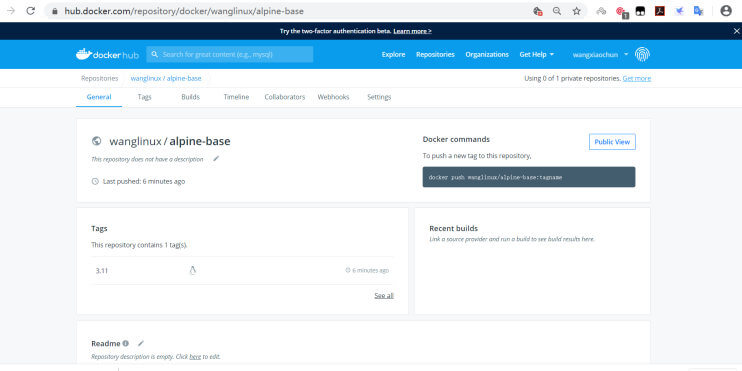 hub.docker.com/repository/docker/wanglinux/alpine-base
Try the two-factor authentication beta. Learn more >
docker hub Search for great content (e.g., mysql) Explore Repositories Organizations Get Help wangxiaochun
Repositories wanglinux / alpine-base Using 0 of 1 private repositories. Get more
General Tags Builds Timeline Collaborators Webhooks Settings
wanglinux / alpine-base
This repository does not have a description
Last pushed: 6 minutes ago
Docker commands
Public View
To push a new tag to this repository,
docker push wanglinux/alpine-base:tagname
Tags
This repository contains 1 tag(s).
3.11 6 minutes ago
See all
Recent builds
Link a source provider and run a build to see build results here.
Readme
Repository description is empty. Click here to edit.